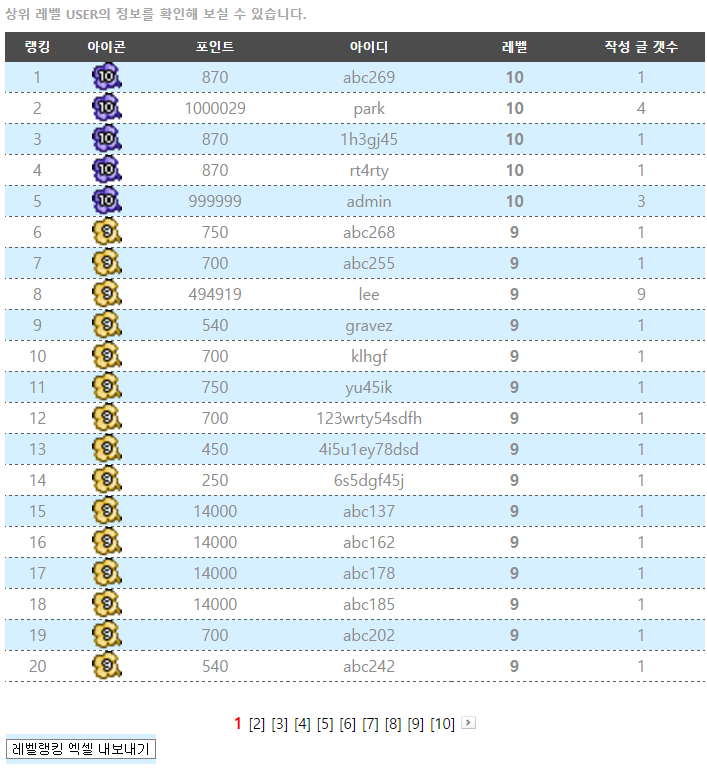 상위 레벨 USER의 정보를 확인해 보실 수 있습니다.
랭킹 아이콘 포인트 아이디 레벨 작성 글 갯수
1 10 870 abc269 10 1
2 10 1000029 park 10 4
3 10 870 1h3gj45 10 1
4 10 870 rt4rty 10 1
5 10 999999 admin 10 3
6 9 750 abc268 9 1
7 9 700 abc255 9 1
8 9 494919 lee 9 9
9 9 540 gravez 9 1
10 9 700 klhgf 9 1
11 9 750 yu45ik 9 1
12 9 700 123wrty54sdfh 9 1
13 9 450 4i5u1ey78dsd 9 1
14 9 250 6s5dgf45j 9 1
15 9 14000 abc137 9 1
16 9 14000 abc162 9 1
17 9 14000 abc178 9 1
18 9 14000 abc185 9 1
19 9 700 abc202 9 1
20 9 540 abc242 9 1
1 [2] [3] [4] [5] [6] [7] [8] [9] [10]
레벨랭킹 엑셀 내보내기